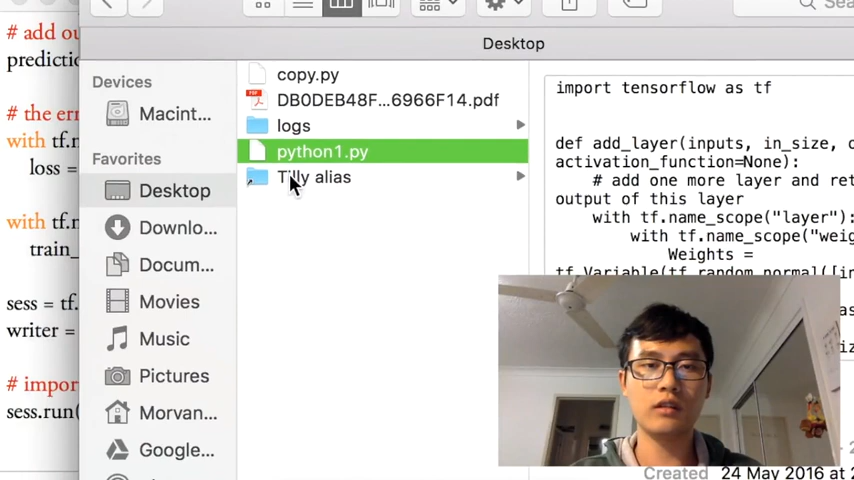 # add ou
predictio
# the err
with tf.n
loss =
with tf.n
train_
sess = tf.
writer =
# impor
sess.run(
Sea
Desktop
Devices
Macint...
Favorites
Desktop
Downlo...
Docum...
Movies
Music
Pictures
Morvan...
Google...
copy.py
PDF
DB0DEB48F...6966F14.pdf
logs
python1.py
Tilly alias
import tensorflow as tf
def add_layer(inputs, in_size, o
activation_function=None):
# add one more layer and ret
output of this layer
with tf.name_scope("layer"):
with tf.name_scope("weig
Weights =
tf.Variable(tf.random_normal([in
Created 24 May 2016 at 2